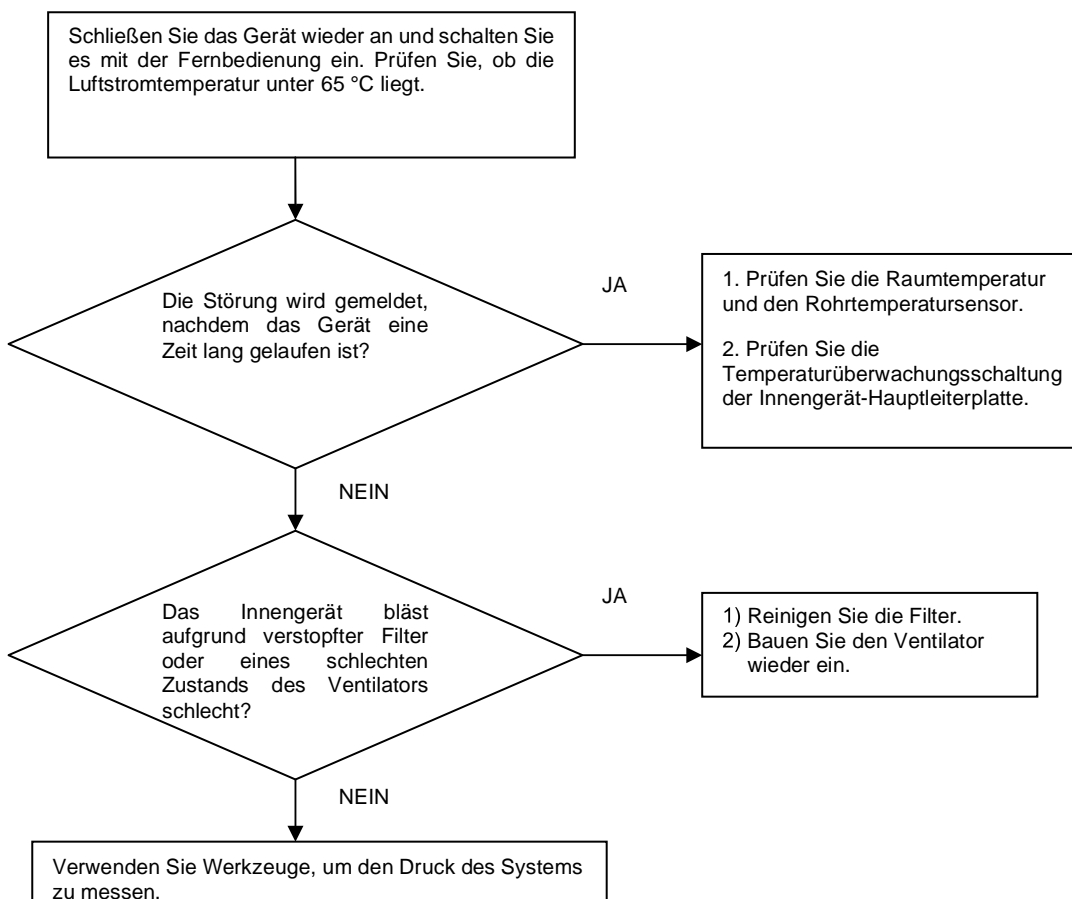 Schließen Sie das Gerät wieder an und schalten Sie
es mit der Fernbedienung ein. Prüfen Sie, ob die
Luftstromtemperatur unter 65 °C liegt.
Die Störung wird gemeldet,
nachdem das Gerät eine
Zeit lang gelaufen ist?
JA
1. Prüfen Sie die Raumtemperatur
und den Rohrtemperatursensor.
2. Prüfen Sie die
Temperaturüberwachungsschaltung
der Innengerät-Hauptleiterplatte.
NEIN
Das Innengerät bläst
aufgrund verstopfter Filter
oder eines schlechten
Zustands des Ventilators
schlecht?
JA
1) Reinigen Sie die Filter.
2) Bauen Sie den Ventilator
wieder ein.
NEIN
Verwenden Sie Werkzeuge, um den Druck des Systems
zu messen.